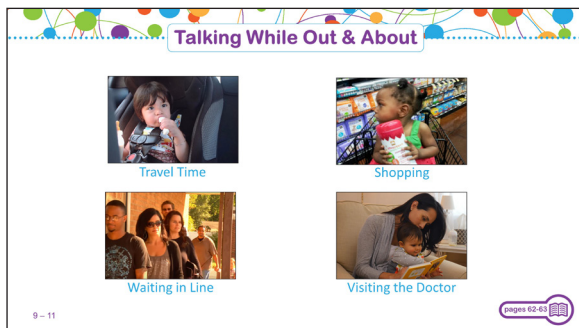 Talking While Out & About
Travel Time
Shopping
Waiting in Line
Visiting the Doctor
9 – 11
pages 62-63